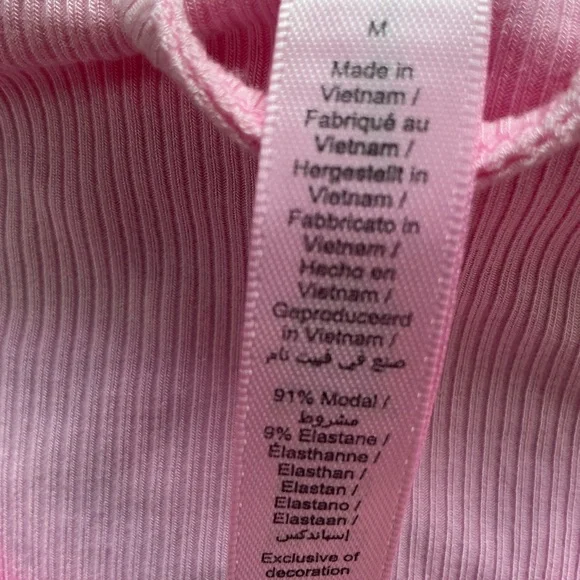 M
Made in
Vietnam /
Fabriqué au
Vietnam /
Hergestellt in
Vietnam /
Fabbricato in
Vietnam /
Hecho en
Vietnam /
Geproduceerd
in Vietnam /
صنع في فيت نام
91% Modal /
مشروط
9% Elastane /
Élasthanne /
Elasthan /
Elastan /
Elastano /
Elastaan /
إسباندكس
Exclusive of
decoration